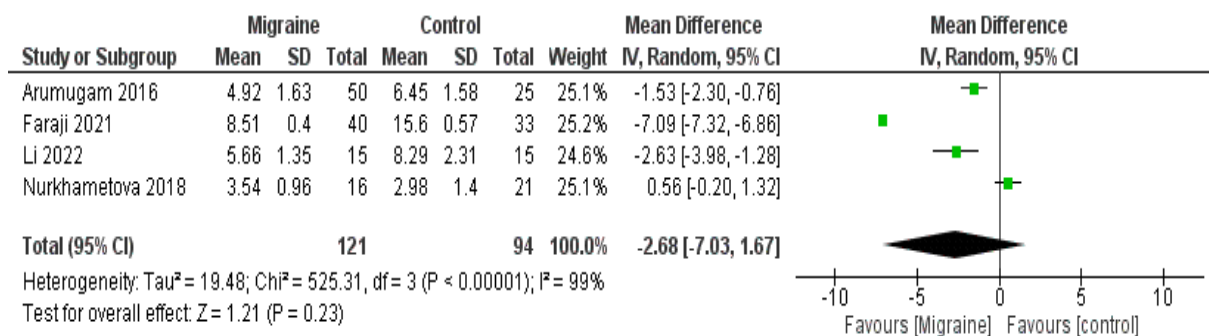 Migraine Control Mean Difference Mean Difference
Study or Subgroup Mean SD Total Mean SD Total Weight IV, Random, 95% CI IV, Random, 95% CI
Arumugam 2016 4.92 1.63 50 6.45 1.58 25 25.1% -1.53 [-2.30, -0.76]
Faraji 2021 8.51 0.4 40 15.6 0.57 33 25.2% -7.09 [-7.32, -6.86]
Li 2022 5.66 1.35 15 8.29 2.31 15 24.6% -2.63 [-3.98, -1.28]
Nurkhametova 2018 3.54 0.96 16 2.98 1.4 21 25.1% 0.56 [-0.20, 1.32]
Total (95% CI) 121 94 100.0% -2.68 [-7.03, 1.67]
Heterogeneity: Tau² = 19.48; Chi² = 525.31, df = 3 (P < 0.00001); I² = 99%
Test for overall effect: Z = 1.21 (P = 0.23)
-10 -5 0 5 10
Favours [Migraine] Favours [control]